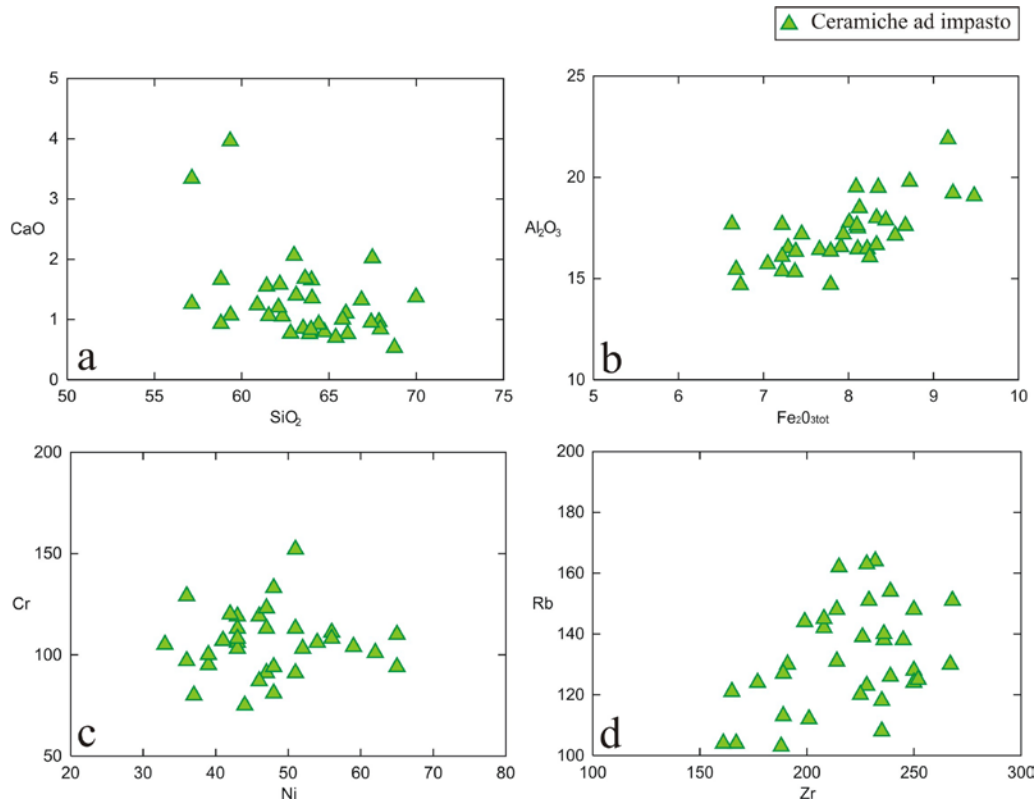 Ceramiche ad impasto
5
4
3
CaO
2
1
0
a
50 55 60 65 70 75
SiO₂
25
20
Al₂O₃
15
10
b
5 6 7 8 9 10
Fe₂0₃tot
200
150
Cr
100
50
c
20 30 40 50 60 70 80
Ni
200
180
160
Rb
140
120
100
d
100 150 200 250 300
Zr